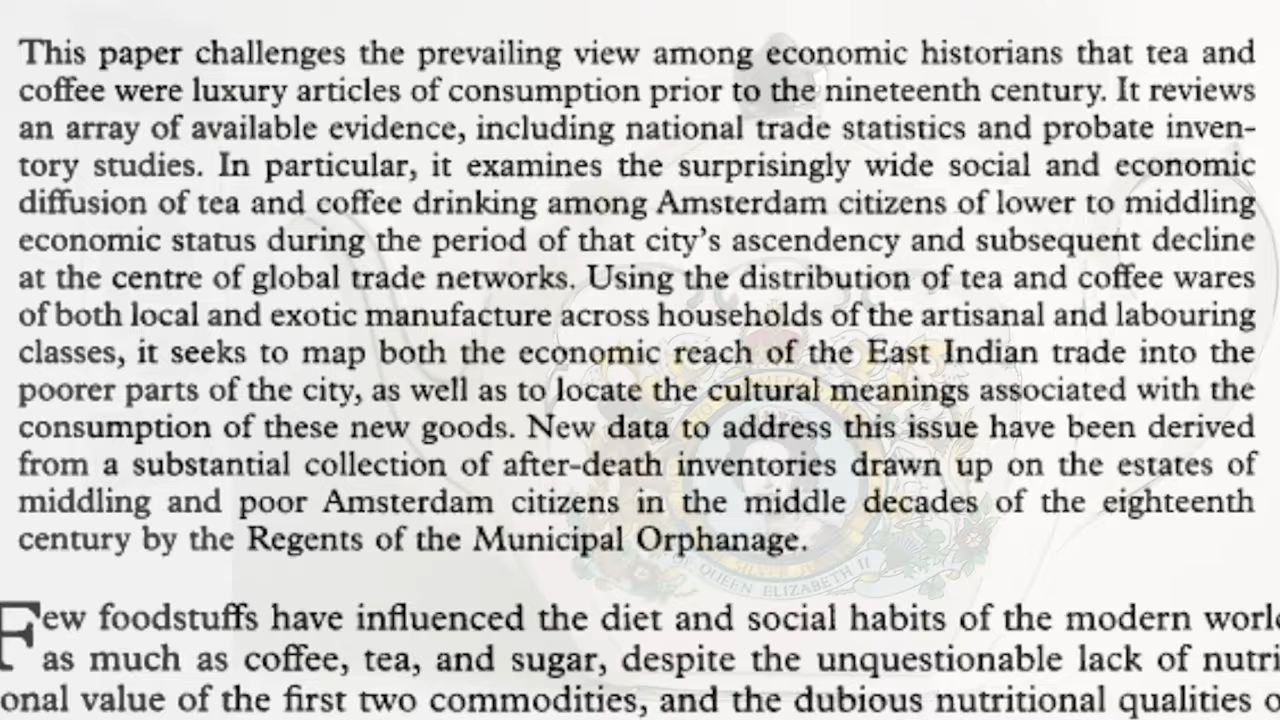 This paper challenges the prevailing view among economic historians that tea and
coffee were luxury articles of consumption prior to the nineteenth century. It reviews
an array of available evidence, including national trade statistics and probate inven-
tory studies. In particular, it examines the surprisingly wide social and economic
diffusion of tea and coffee drinking among Amsterdam citizens of lower to middling
economic status during the period of that city's ascendency and subsequent decline
at the centre of global trade networks. Using the distribution of tea and coffee wares
of both local and exotic manufacture across households of the artisanal and labouring
classes, it seeks to map both the economic reach of the East Indian trade into the
poorer parts of the city, as well as to locate the cultural meanings associated with the
consumption of these new goods. New data to address this issue have been derived
from a substantial collection of after-death inventories drawn up on the estates of
middling and poor Amsterdam citizens in the middle decades of the eighteenth
century by the Regents of the Municipal Orphanage.
QUEEN ELIZABETH II
Few foodstuffs have influenced the diet and social habits of the modern worl
as much as coffee, tea, and sugar, despite the unquestionable lack of nutri
onal value of the first two commodities, and the dubious nutritional qualities o